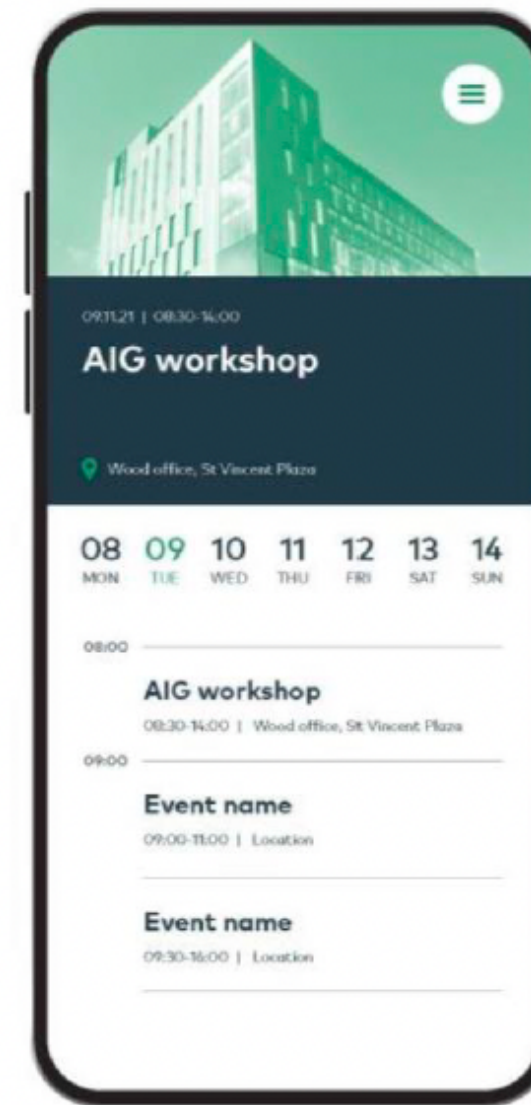 09.11.21 | 08:30-14:00
AIG workshop
Wood office, St Vincent Plaza
08 09 10 11 12 13 14
MON TUE WED THU FRI SAT SUN
08:00
AIG workshop
08:30-14:00 | Wood office, St Vincent Plaza
09:00
Event name
09:00-11:00 | Location
Event name
09:30-16:00 | Location